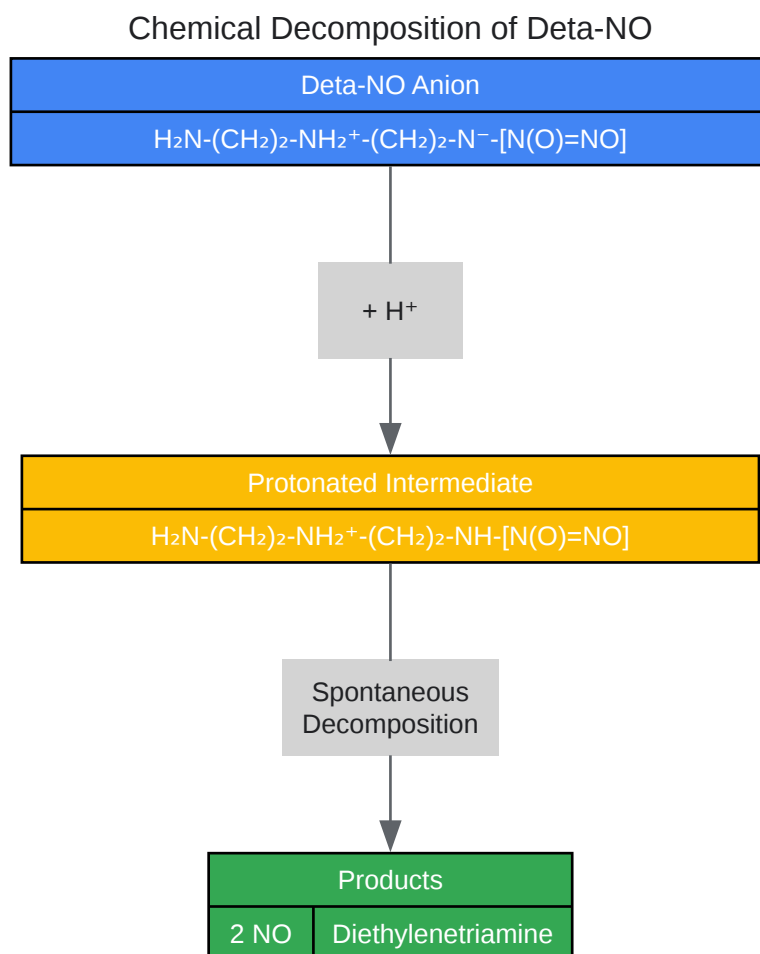 Chemical Decomposition of Deta-NO
Deta-NO Anion
H₂N-(CH₂)₂-NH₂⁺-(CH₂)₂-N⁻-[N(O)=NO]
+ H⁺
Protonated Intermediate
H₂N-(CH₂)₂-NH₂⁺-(CH₂)₂-NH-[N(O)=NO]
Spontaneous
Decomposition
Products
2 NO Diethylenetriamine